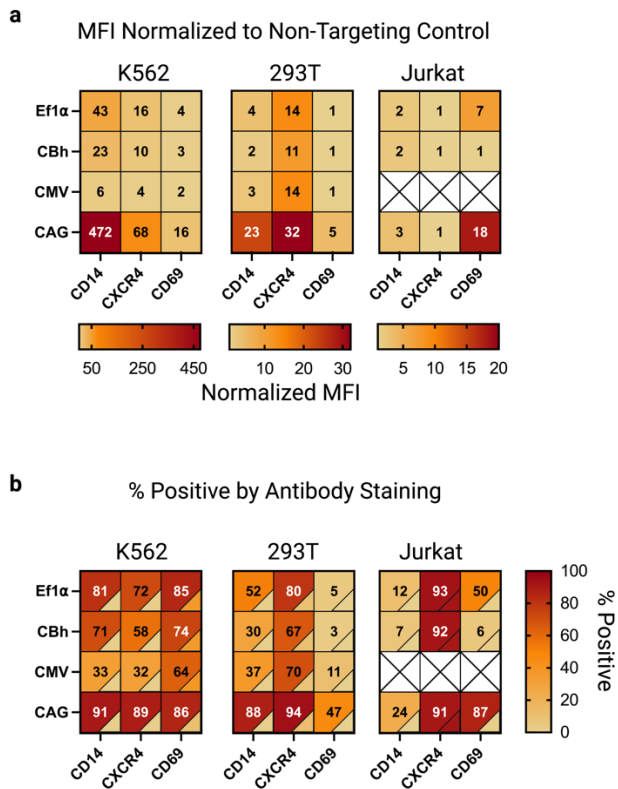 a
MFI Normalized to Non-Targeting Control
K562 293T Jurkat
Ef1α 43 16 4 4 14 1 2 1 7
CBh 23 10 3 2 11 1 2 1 1
CMV 6 4 2 3 14 1
CAG 472 68 16 23 32 5 3 1 18
CD14 CXCR4 CD69 CD14 CXCR4 CD69 CD14 CXCR4 CD69
50 250 450 10 20 30 5 10 15 20
Normalized MFI
b
% Positive by Antibody Staining
K562 293T Jurkat
Ef1α 81 72 85 52 80 5 12 93 50
CBh 71 58 74 30 67 3 7 92 6
CMV 33 32 64 37 70 11
CAG 91 89 86 88 94 47 24 91 87
CD14 CXCR4 CD69 CD14 CXCR4 CD69 CD14 CXCR4 CD69
100
80
60
40
20
0
% Positive